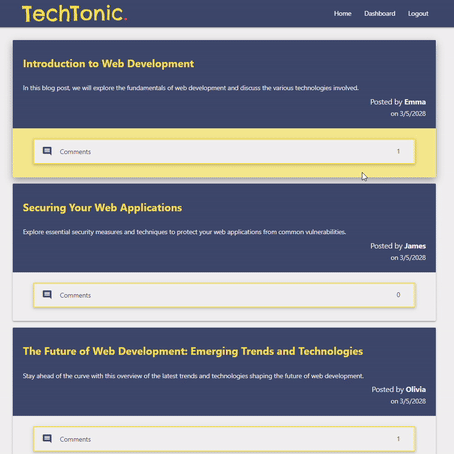 TechTonic.
Home Dashboard Logout
Introduction to Web Development
In this blog post, we will explore the fundamentals of web development and discuss the various technologies involved.
Posted by Emma
on 3/5/2028
Comments 1
Securing Your Web Applications
Explore essential security measures and techniques to protect your web applications from common vulnerabilities.
Posted by James
on 3/5/2028
Comments 0
The Future of Web Development: Emerging Trends and Technologies
Stay ahead of the curve with this overview of the latest trends and technologies shaping the future of web development.
Posted by Olivia
on 3/5/2028
Comments 1